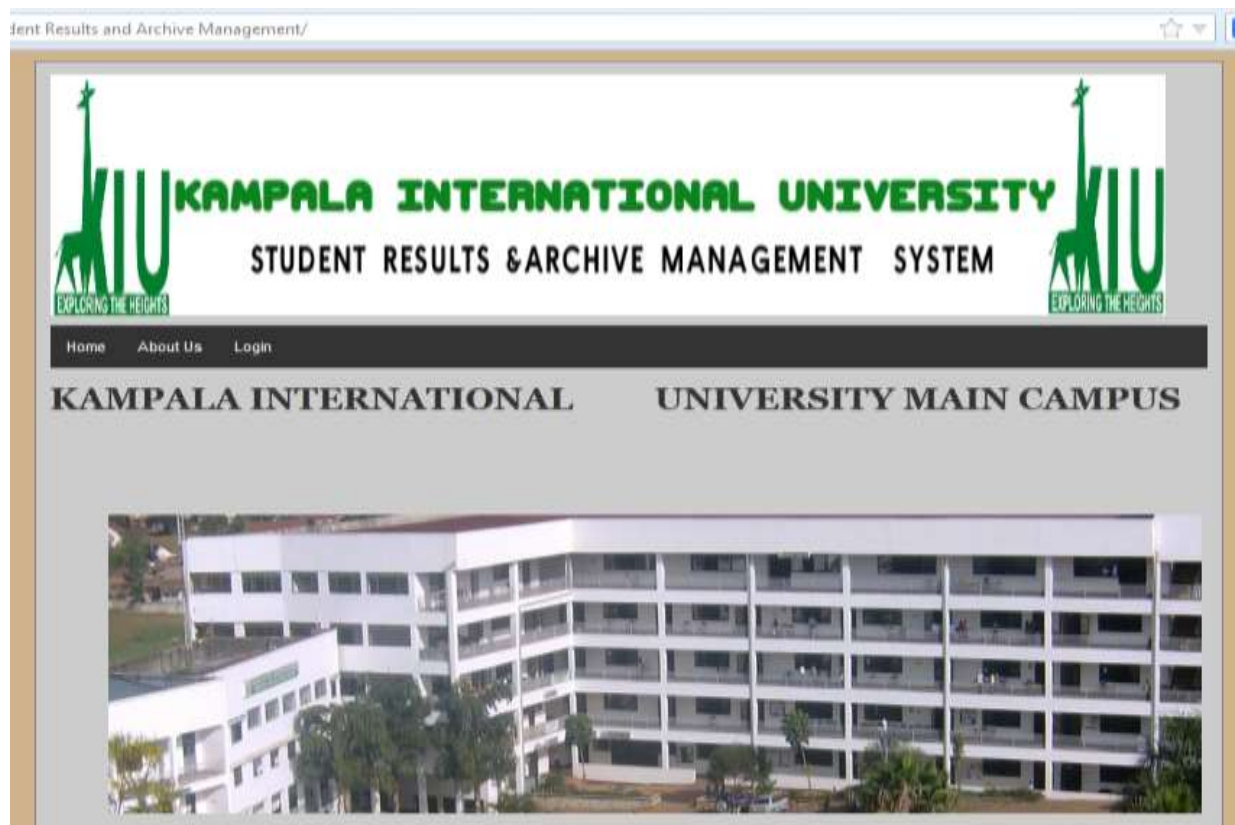 dent Results and Archive Management/
KIU KAMPALA INTERNATIONAL UNIVERSITY KIU
STUDENT RESULTS &ARCHIVE MANAGEMENT SYSTEM
EXPLORING THE HEIGHTS EXPLORING THE HEIGHTS
Home About Us Login
KAMPALA INTERNATIONAL UNIVERSITY MAIN CAMPUS